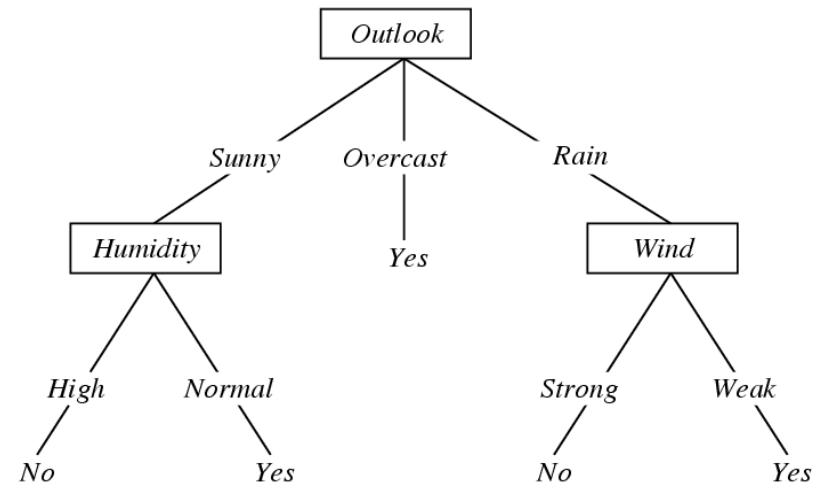 Outlook
Sunny Overcast Rain
Humidity Yes Wind
High Normal Strong Weak
No Yes No Yes